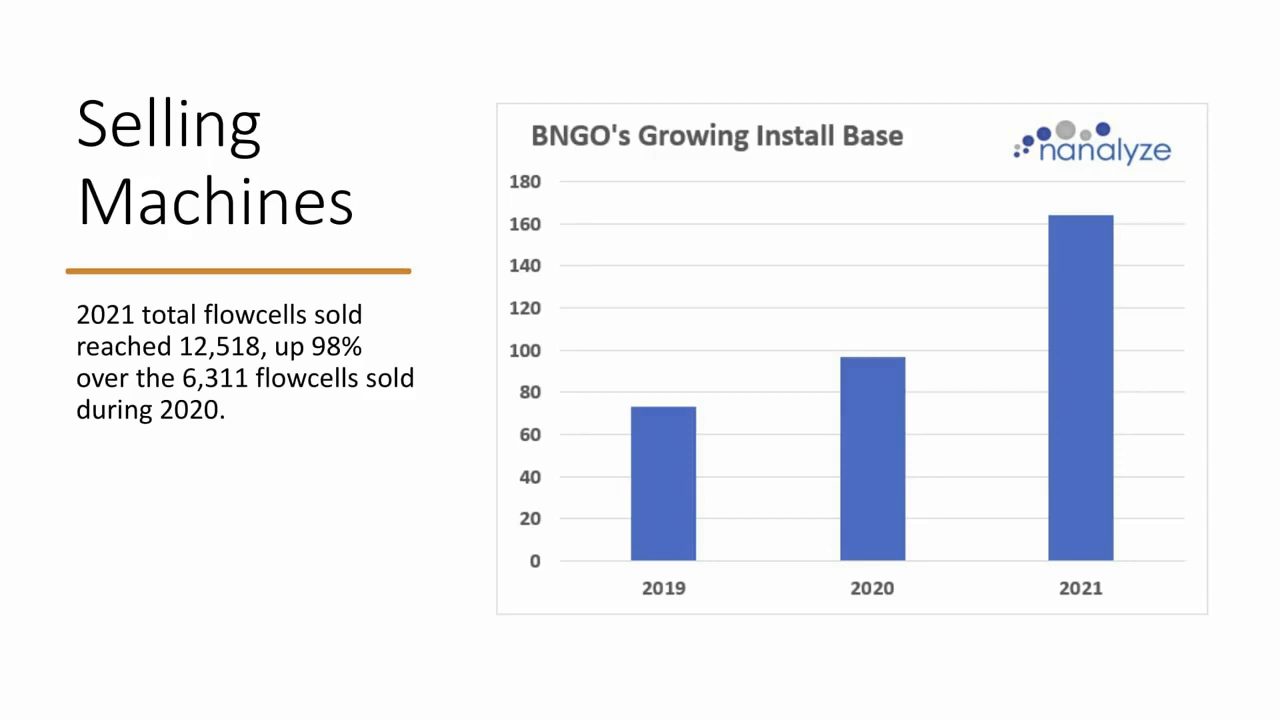 Selling
Machines
2021 total flowcells sold
reached 12,518, up 98%
over the 6,311 flowcells sold
during 2020.
BNGO's Growing Install Base
nanalyze
180
160
140
120
100
80
60
40
20
0
2019 2020 2021